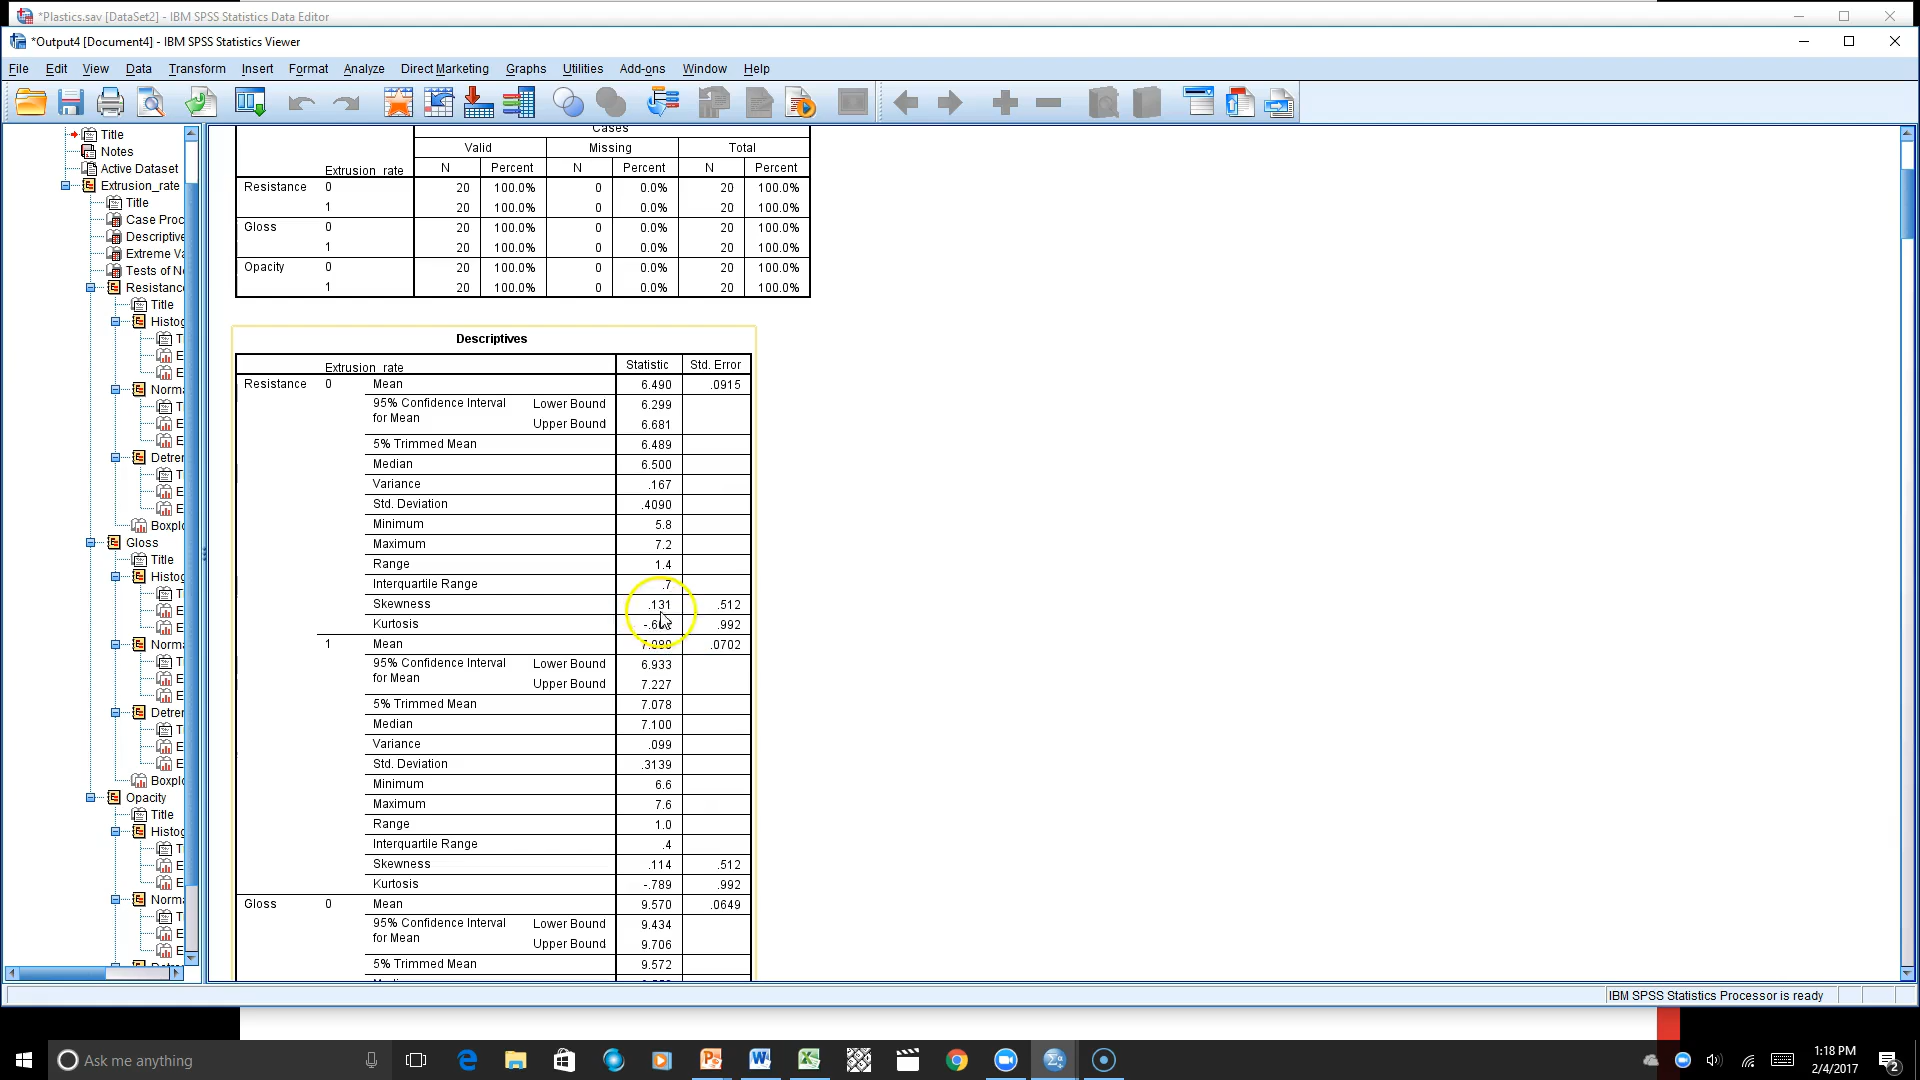 *Plastics.sav [DataSet2] - IBM SPSS Statistics Data Editor
*Output4 [Document4] - IBM SPSS Statistics Viewer
File Edit View Data Transform Insert Format Analyze Direct Marketing Graphs Utilities Add-ons Window Help
Title
Notes
Active Dataset
Extrusion_rate
Title
Case Proc
Descriptive
Extreme Va
Tests of N
Resistance
Title
Histog
T
E
E
Norma
T
E
E
Detrer
T
E
E
Boxplo
Gloss
Title
Histog
T
E
E
Norma
T
E
E
Detrer
T
E
E
Boxplo
Opacity
Title
Histog
T
E
E
Norma
T
E
E
Cases
Valid Missing Total
Extrusion_rate N Percent N Percent N Percent
Resistance 0 20 100.0% 0 0.0% 20 100.0%
1 20 100.0% 0 0.0% 20 100.0%
Gloss 0 20 100.0% 0 0.0% 20 100.0%
1 20 100.0% 0 0.0% 20 100.0%
Opacity 0 20 100.0% 0 0.0% 20 100.0%
1 20 100.0% 0 0.0% 20 100.0%
Descriptives
Extrusion_rate Statistic Std. Error
Resistance 0 Mean 6.490 .0915
95% Confidence Interval for Mean Lower Bound 6.299
Upper Bound 6.681
5% Trimmed Mean 6.489
Median 6.500
Variance .167
Std. Deviation .4090
Minimum 5.8
Maximum 7.2
Range 1.4
Interquartile Range .7
Skewness .131 .512
Kurtosis .992
1 Mean 7.080 .0702
95% Confidence Interval for Mean Lower Bound 6.933
Upper Bound 7.227
5% Trimmed Mean 7.078
Median 7.100
Variance .099
Std. Deviation .3139
Minimum 6.6
Maximum 7.6
Range 1.0
Interquartile Range .4
Skewness .114 .512
Kurtosis -.789 .992
Gloss 0 Mean 9.570 .0649
95% Confidence Interval for Mean Lower Bound 9.434
Upper Bound 9.706
5% Trimmed Mean 9.572
IBM SPSS Statistics Processor is ready
Ask me anything
1:18 PM
2/4/2017
2